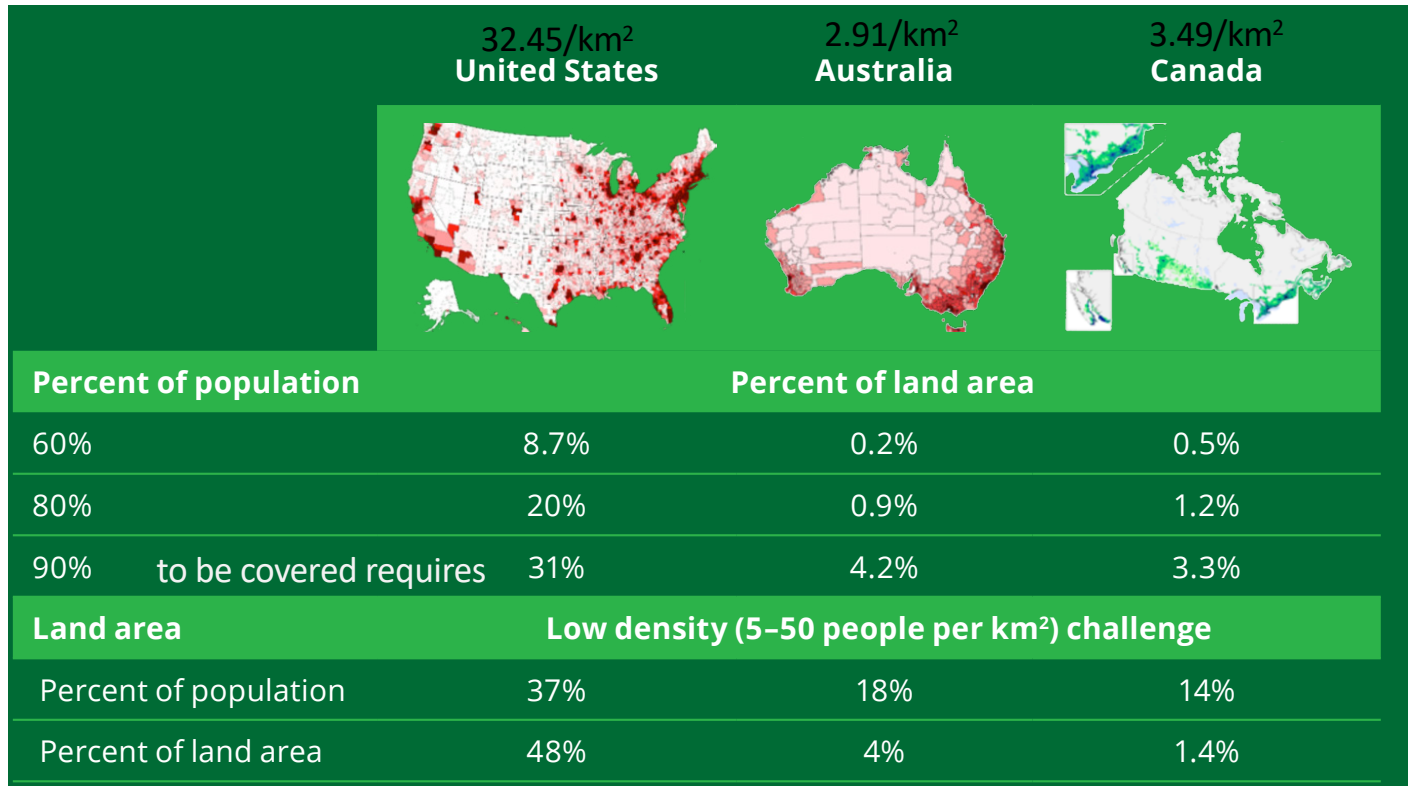 32.45/km² 2.91/km² 3.49/km²
United States Australia Canada
Percent of population Percent of land area
60% 8.7% 0.2% 0.5%
80% 20% 0.9% 1.2%
90% to be covered requires 31% 4.2% 3.3%
Land area Low density (5–50 people per km²) challenge
Percent of population 37% 18% 14%
Percent of land area 48% 4% 1.4%